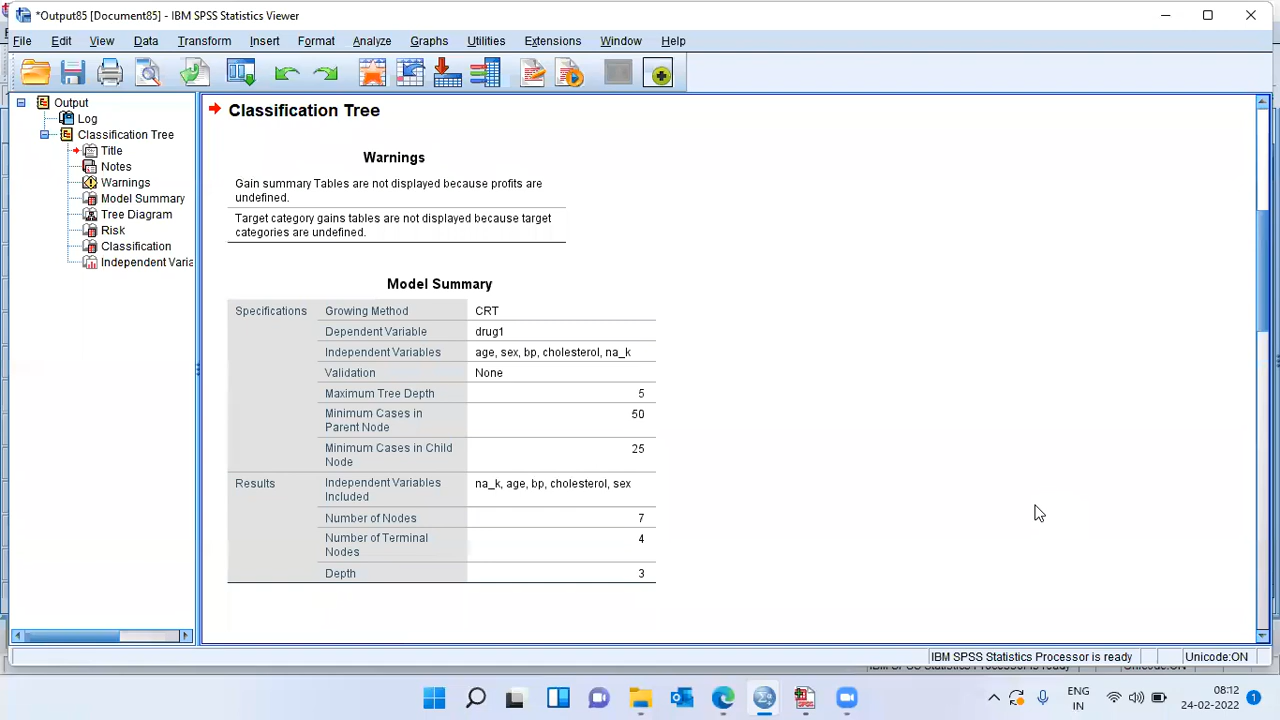 *Output85 [Document85] - IBM SPSS Statistics Viewer
File Edit View Data Transform Insert Format Analyze Graphs Utilities Extensions Window Help
Output
Log
Classification Tree
Title
Notes
Warnings
Model Summary
Tree Diagram
Risk
Classification
Independent Varia
Classification Tree
Warnings
Gain summary Tables are not displayed because profits are
undefined.
Target category gains tables are not displayed because target
categories are undefined.
Model Summary
Specifications Growing Method CRT
Dependent Variable drug1
Independent Variables age, sex, bp, cholesterol, na_k
Validation None
Maximum Tree Depth 5
Minimum Cases in
Parent Node 50
Minimum Cases in Child
Node 25
Results Independent Variables
Included na_k, age, bp, cholesterol, sex
Number of Nodes 7
Number of Terminal
Nodes 4
Depth 3
IBM SPSS Statistics Processor is ready Unicode:ON
ENG
IN
08:12
24-02-2022
1